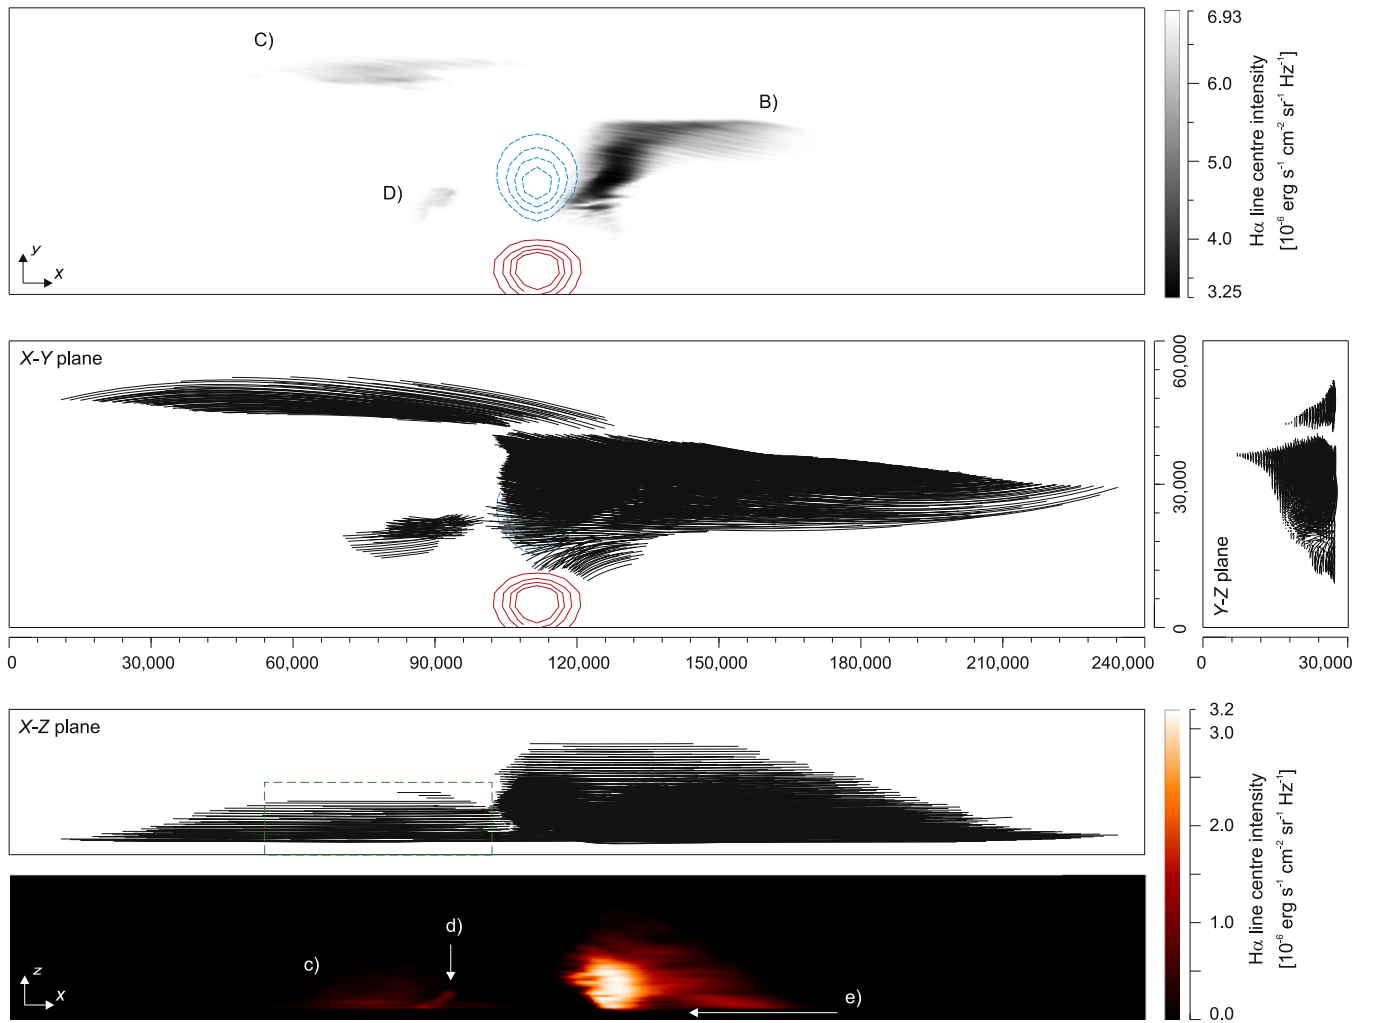 C)
B)
D)
y
x
6.93
6.0
5.0
4.0
3.25
Hα line centre intensity
[10⁻⁶ erg s⁻¹ cm⁻² sr⁻¹ Hz⁻¹]
X-Y plane
60,000
30,000
0
Y-Z plane
0 30,000 60,000 90,000 120,000 150,000 180,000 210,000 240,000
0 30,000
X-Z plane
3.2
3.0
2.0
1.0
0.0
Hα line centre intensity
[10⁻⁶ erg s⁻¹ cm⁻² sr⁻¹ Hz⁻¹]
d)
c)
e)
z
x